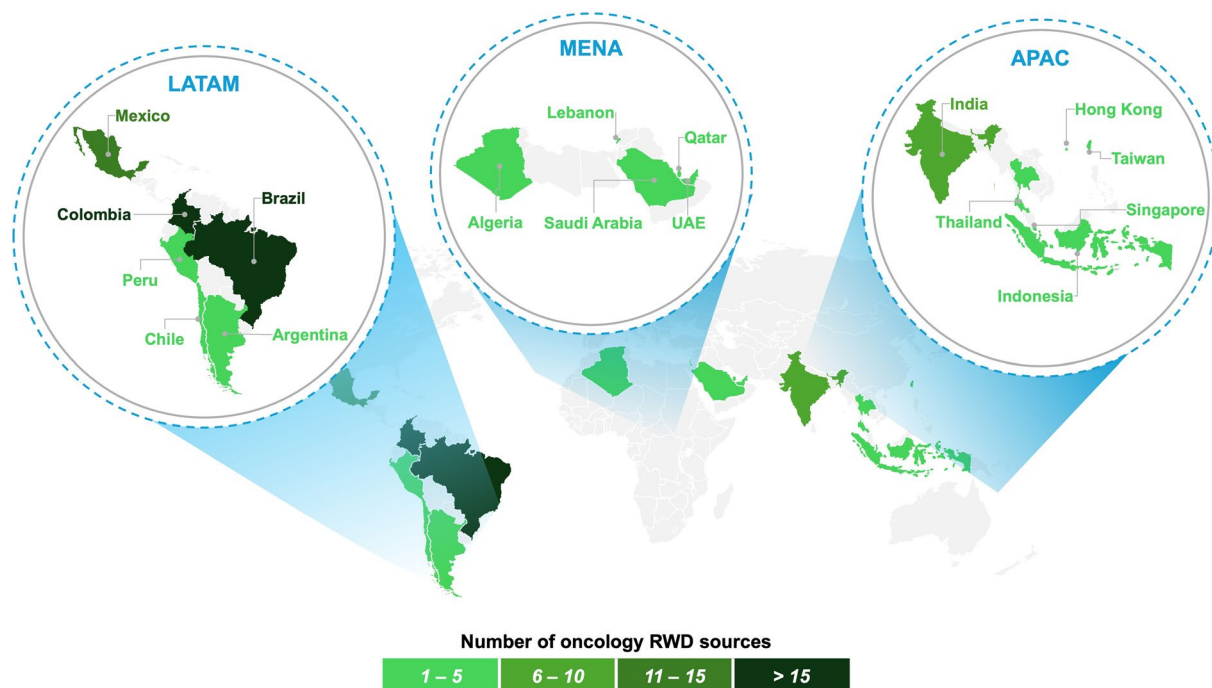 LATAM
Mexico
Colombia
Brazil
Peru
Chile
Argentina
MENA
Lebanon
Qatar
Algeria
Saudi Arabia
UAE
APAC
India
Hong Kong
Taiwan
Thailand
Singapore
Indonesia
Number of oncology RWD sources
1 – 5
6 – 10
11 – 15
> 15